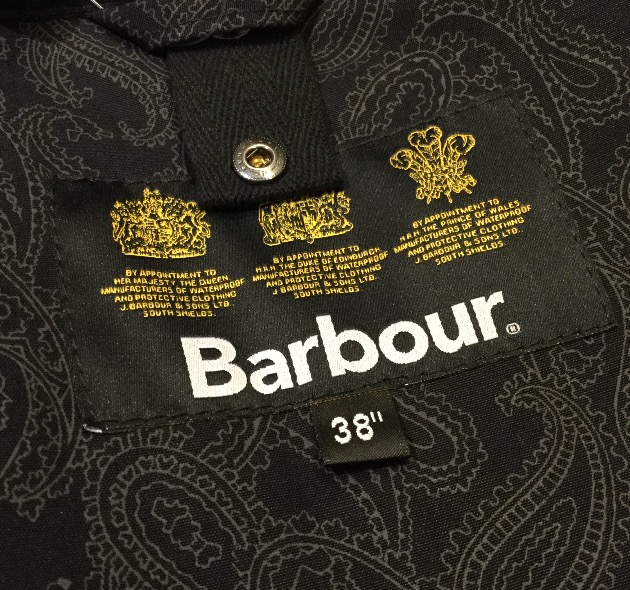 BY APPOINTMENT TO
HER MAJESTY THE QUEEN
MANUFACTURERS OF WATERPROOF
AND PROTECTIVE CLOTHING
J. BARBOUR & SONS LTD.
SOUTH SHIELDS.
BY APPOINTMENT TO
H.R.H. THE DUKE OF EDINBURGH
MANUFACTURERS OF WATERPROOF
AND PROTECTIVE CLOTHING
J. BARBOUR & SONS LTD.
SOUTH SHIELDS.
BY APPOINTMENT TO
H.R.H. THE PRINCE OF WALES
MANUFACTURERS OF WATERPROOF
AND PROTECTIVE CLOTHING
J. BARBOUR & SONS LTD.
SOUTH SHIELDS.
Barbour®
38"